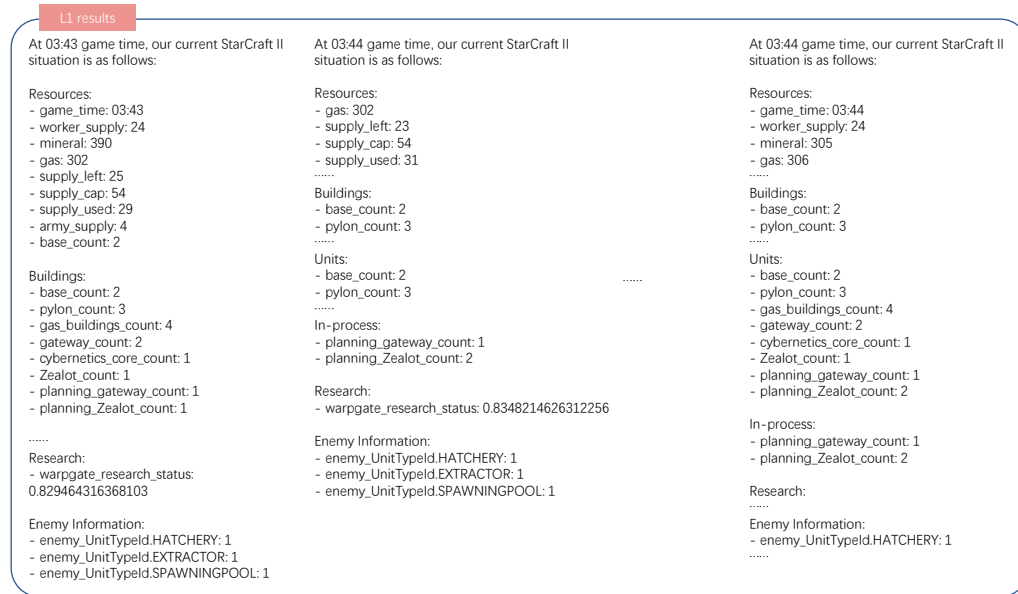 L1 results
At 03:43 game time, our current StarCraft II
situation is as follows:
Resources:
- game_time: 03:43
- worker_supply: 24
- mineral: 390
- gas: 302
- supply_left: 25
- supply_cap: 54
- supply_used: 29
- army_supply: 4
- base_count: 2
Buildings:
- base_count: 2
- pylon_count: 3
- gas_buildings_count: 4
- gateway_count: 2
- cybernetics_core_count: 1
- Zealot_count: 1
- planning_gateway_count: 1
- planning_Zealot_count: 1
......
Research:
- warpgate_research_status:
0.829464316368103
Enemy Information:
- enemy_UnitTypeId.HATCHERY: 1
- enemy_UnitTypeId.EXTRACTOR: 1
- enemy_UnitTypeId.SPAWNINGPOOL: 1
At 03:44 game time, our current StarCraft II
situation is as follows:
Resources:
- gas: 302
- supply_left: 23
- supply_cap: 54
- supply_used: 31
......
Buildings:
- base_count: 2
- pylon_count: 3
......
Units:
- base_count: 2
- pylon_count: 3
......
In-process:
- planning_gateway_count: 1
- planning_Zealot_count: 2
Research:
- warpgate_research_status: 0.8348214626312256
Enemy Information:
- enemy_UnitTypeId.HATCHERY: 1
- enemy_UnitTypeId.EXTRACTOR: 1
- enemy_UnitTypeId.SPAWNINGPOOL: 1
......
At 03:44 game time, our current StarCraft II
situation is as follows:
Resources:
- game_time: 03:44
- worker_supply: 24
- mineral: 305
- gas: 306
......
Buildings:
- base_count: 2
- pylon_count: 3
......
Units:
- base_count: 2
- pylon_count: 3
- gas_buildings_count: 4
- gateway_count: 2
- cybernetics_core_count: 1
- Zealot_count: 1
- planning_gateway_count: 1
- planning_Zealot_count: 2
In-process:
- planning_gateway_count: 1
- planning_Zealot_count: 2
Research:
......
Enemy Information:
- enemy_UnitTypeId.HATCHERY: 1
......